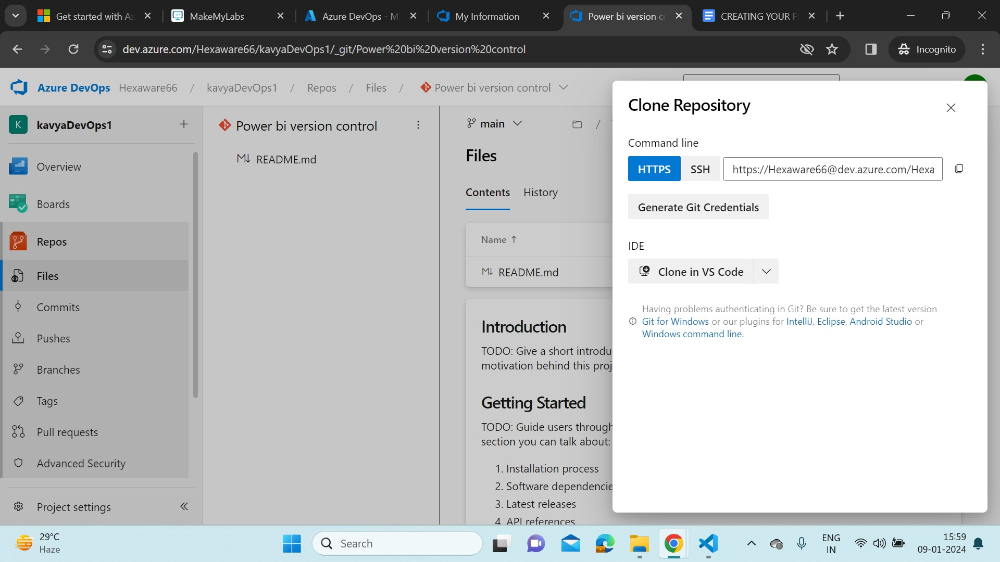 Get started with Az
MakeMyLabs
Azure DevOps - Mi
My Information
Power bi version co
CREATING YOUR FI
dev.azure.com/Hexaware66/kavyaDevOps1/_git/Power%20bi%20version%20control
Incognito
Azure DevOps Hexaware66 / kavyaDevOps1 / Repos / Files / Power bi version control
K kavyaDevOps1 +
Overview
Boards
Repos
Files
Commits
Pushes
Branches
Tags
Pull requests
Advanced Security
Project settings
Power bi version control
README.md
main
/
Files
Contents History
Name ↑
README.md
Introduction
TODO: Give a short introdu
motivation behind this proj
Getting Started
TODO: Guide users through
section you can talk about:
1. Installation process
2. Software dependencie
3. Latest releases
4. API references
Clone Repository
Command line
HTTPS SSH https://Hexaware66@dev.azure.com/Hexa
Generate Git Credentials
IDE
Clone in VS Code
Having problems authenticating in Git? Be sure to get the latest version
Git for Windows or our plugins for IntelliJ, Eclipse, Android Studio or
Windows command line.
29°C
Haze
Search
ENG
IN
15:59
09-01-2024